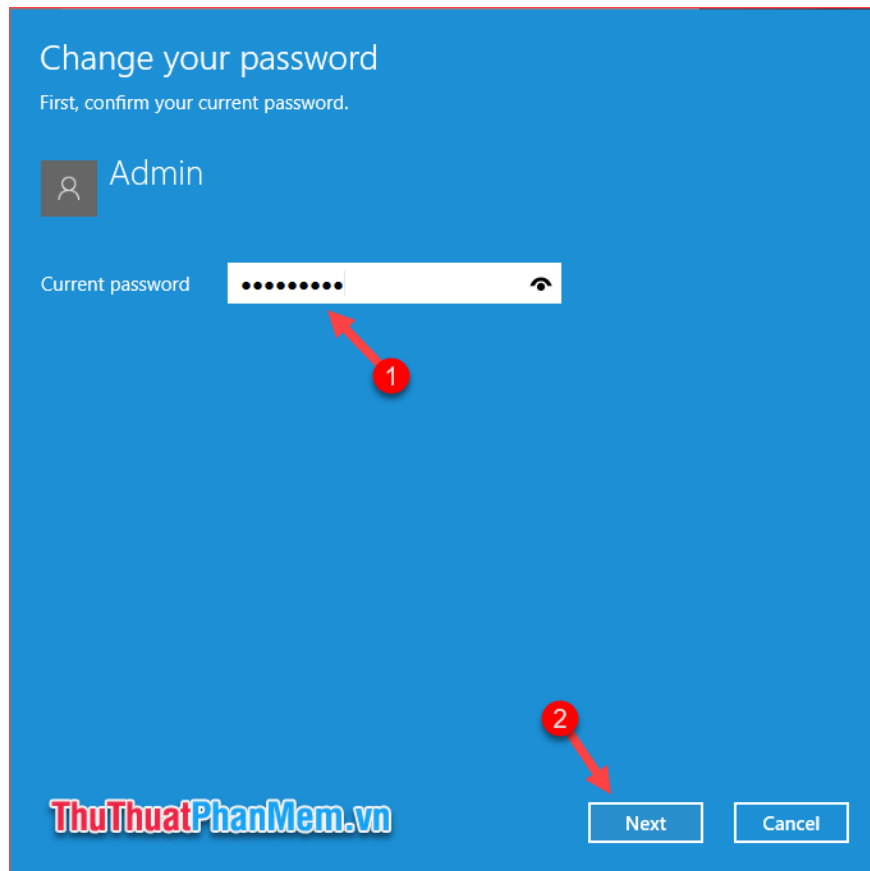 Change your password
First, confirm your current password.
Admin
Current password •••••••••
1
2
ThuThuatPhanMem.vn
Next Cancel